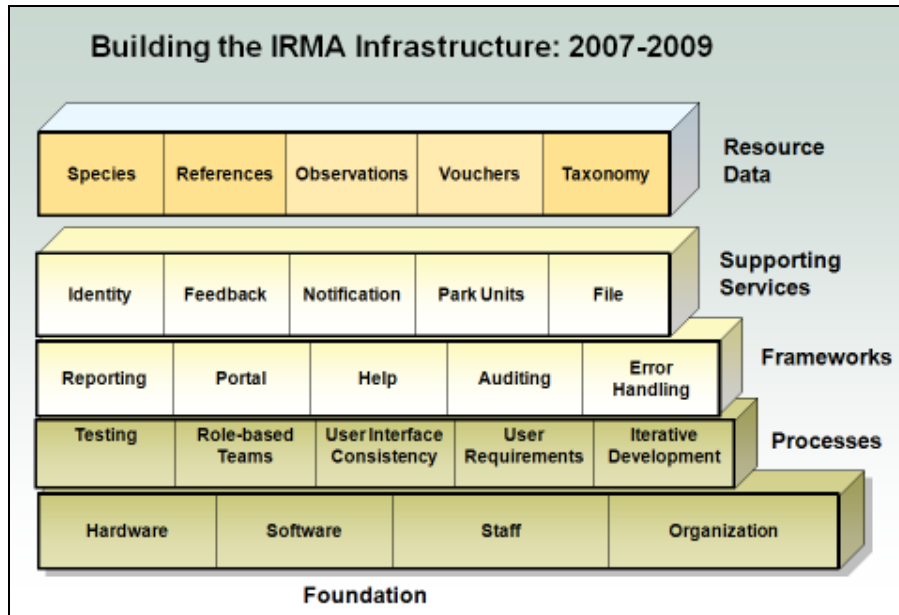 Building the IRMA Infrastructure: 2007-2009
Species References Observations Vouchers Taxonomy
Resource
Data
Identity Feedback Notification Park Units File
Supporting
Services
Reporting Portal Help Auditing Error
Handling
Frameworks
Testing Role-based User Interface User Iterative
Teams Consistency Requirements Development
Processes
Hardware Software Staff Organization
Foundation